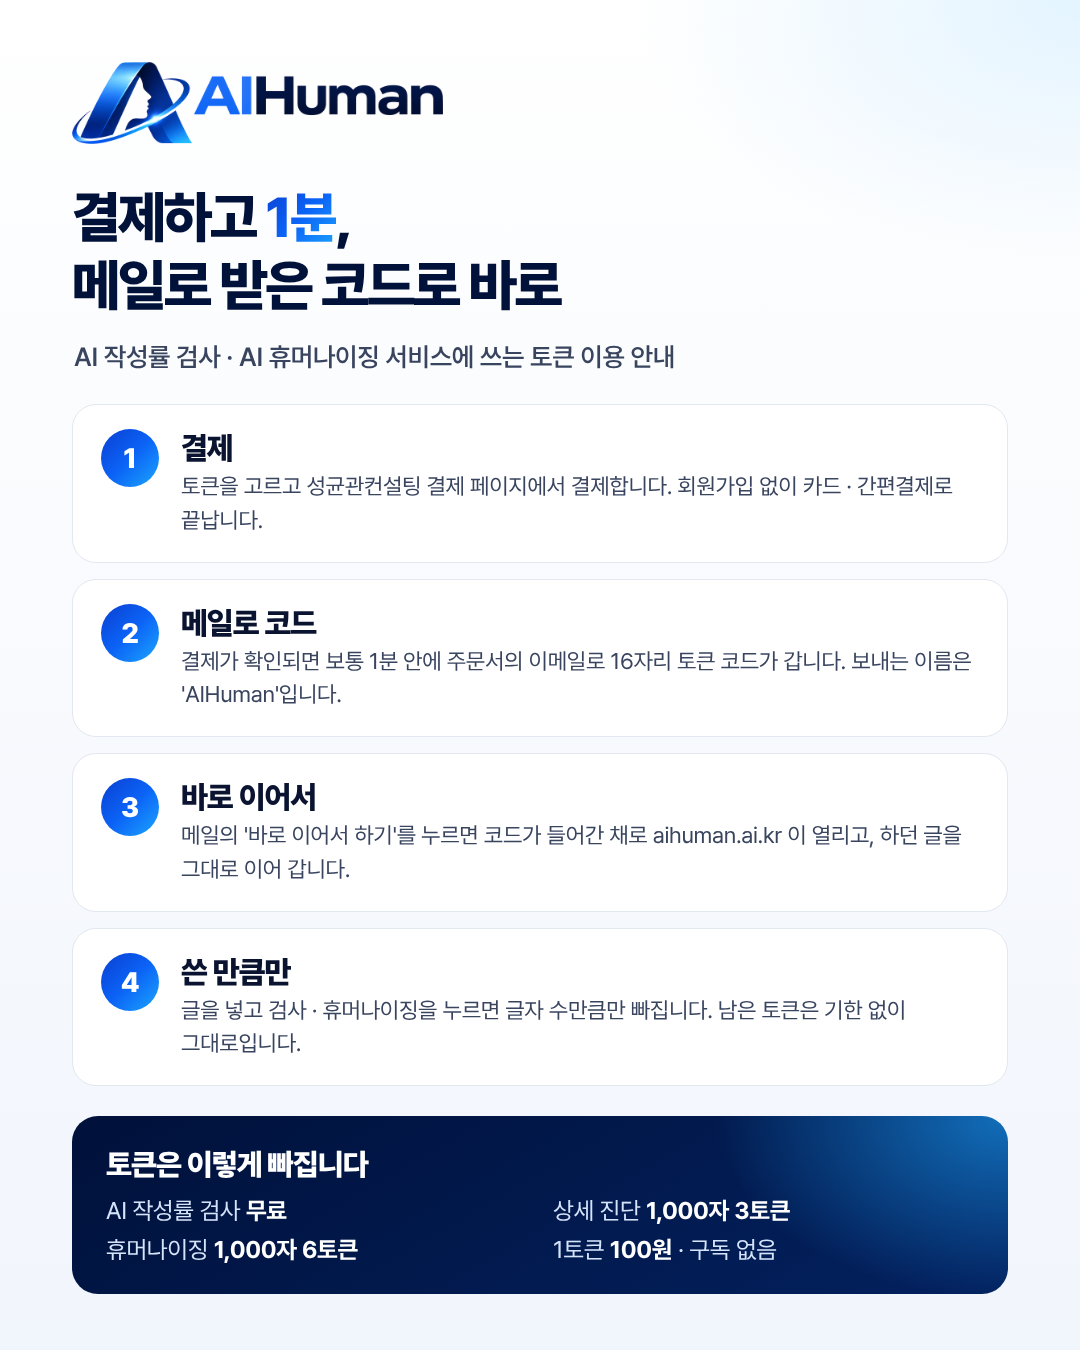 AIHuman
결제하고 1분,
메일로 받은 코드로 바로
AI 작성률 검사 · AI 휴머나이징 서비스에 쓰는 토큰 이용 안내
1
결제
토큰을 고르고 성균관컨설팅 결제 페이지에서 결제합니다. 회원가입 없이 카드 · 간편결제로
끝납니다.
2
메일로 코드
결제가 확인되면 보통 1분 안에 주문서의 이메일로 16자리 토큰 코드가 갑니다. 보내는 이름은
'AIHuman'입니다.
3
바로 이어서
메일의 '바로 이어서 하기'를 누르면 코드가 들어간 채로 aihuman.ai.kr 이 열리고, 하던 글을
그대로 이어 갑니다.
4
쓴 만큼만
글을 넣고 검사 · 휴머나이징을 누르면 글자 수만큼만 빠집니다. 남은 토큰은 기한 없이
그대로입니다.
토큰은 이렇게 빠집니다
AI 작성률 검사 무료
상세 진단 1,000자 3토큰
휴머나이징 1,000자 6토큰
1토큰 100원 · 구독 없음